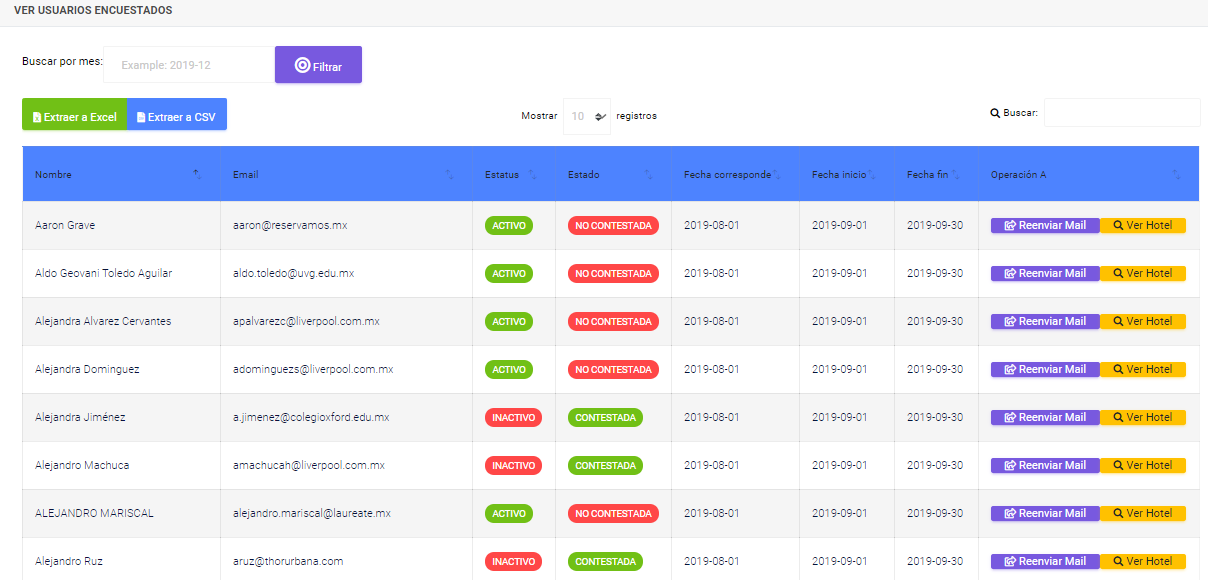 VER USUARIOS ENCUESTADOS
Buscar por mes: Example: 2019-12 Filtrar
Extraer a Excel Extraer a CSV Mostrar 10 registros Buscar:
Nombre Email Estatus Estado Fecha corresponde Fecha inicio Fecha fin Operación A
Aaron Grave aaron@reservamos.mx ACTIVO NO CONTESTADA 2019-08-01 2019-09-01 2019-09-30 Reenviar Mail Ver Hotel
Aldo Geovani Toledo Aguilar aldo.toledo@uvg.edu.mx ACTIVO NO CONTESTADA 2019-08-01 2019-09-01 2019-09-30 Reenviar Mail Ver Hotel
Alejandra Alvarez Cervantes apalvarezc@liverpool.com.mx ACTIVO NO CONTESTADA 2019-08-01 2019-09-01 2019-09-30 Reenviar Mail Ver Hotel
Alejandra Dominguez adominguezs@liverpool.com.mx ACTIVO NO CONTESTADA 2019-08-01 2019-09-01 2019-09-30 Reenviar Mail Ver Hotel
Alejandra Jiménez a.jimenez@colegioxford.edu.mx INACTIVO CONTESTADA 2019-08-01 2019-09-01 2019-09-30 Reenviar Mail Ver Hotel
Alejandro Machuca amachucah@liverpool.com.mx INACTIVO CONTESTADA 2019-08-01 2019-09-01 2019-09-30 Reenviar Mail Ver Hotel
ALEJANDRO MARISCAL alejandro.mariscal@laureate.mx ACTIVO NO CONTESTADA 2019-08-01 2019-09-01 2019-09-30 Reenviar Mail Ver Hotel
Alejandro Ruz aruz@thorurbana.com INACTIVO CONTESTADA 2019-08-01 2019-09-01 2019-09-30 Reenviar Mail Ver Hotel